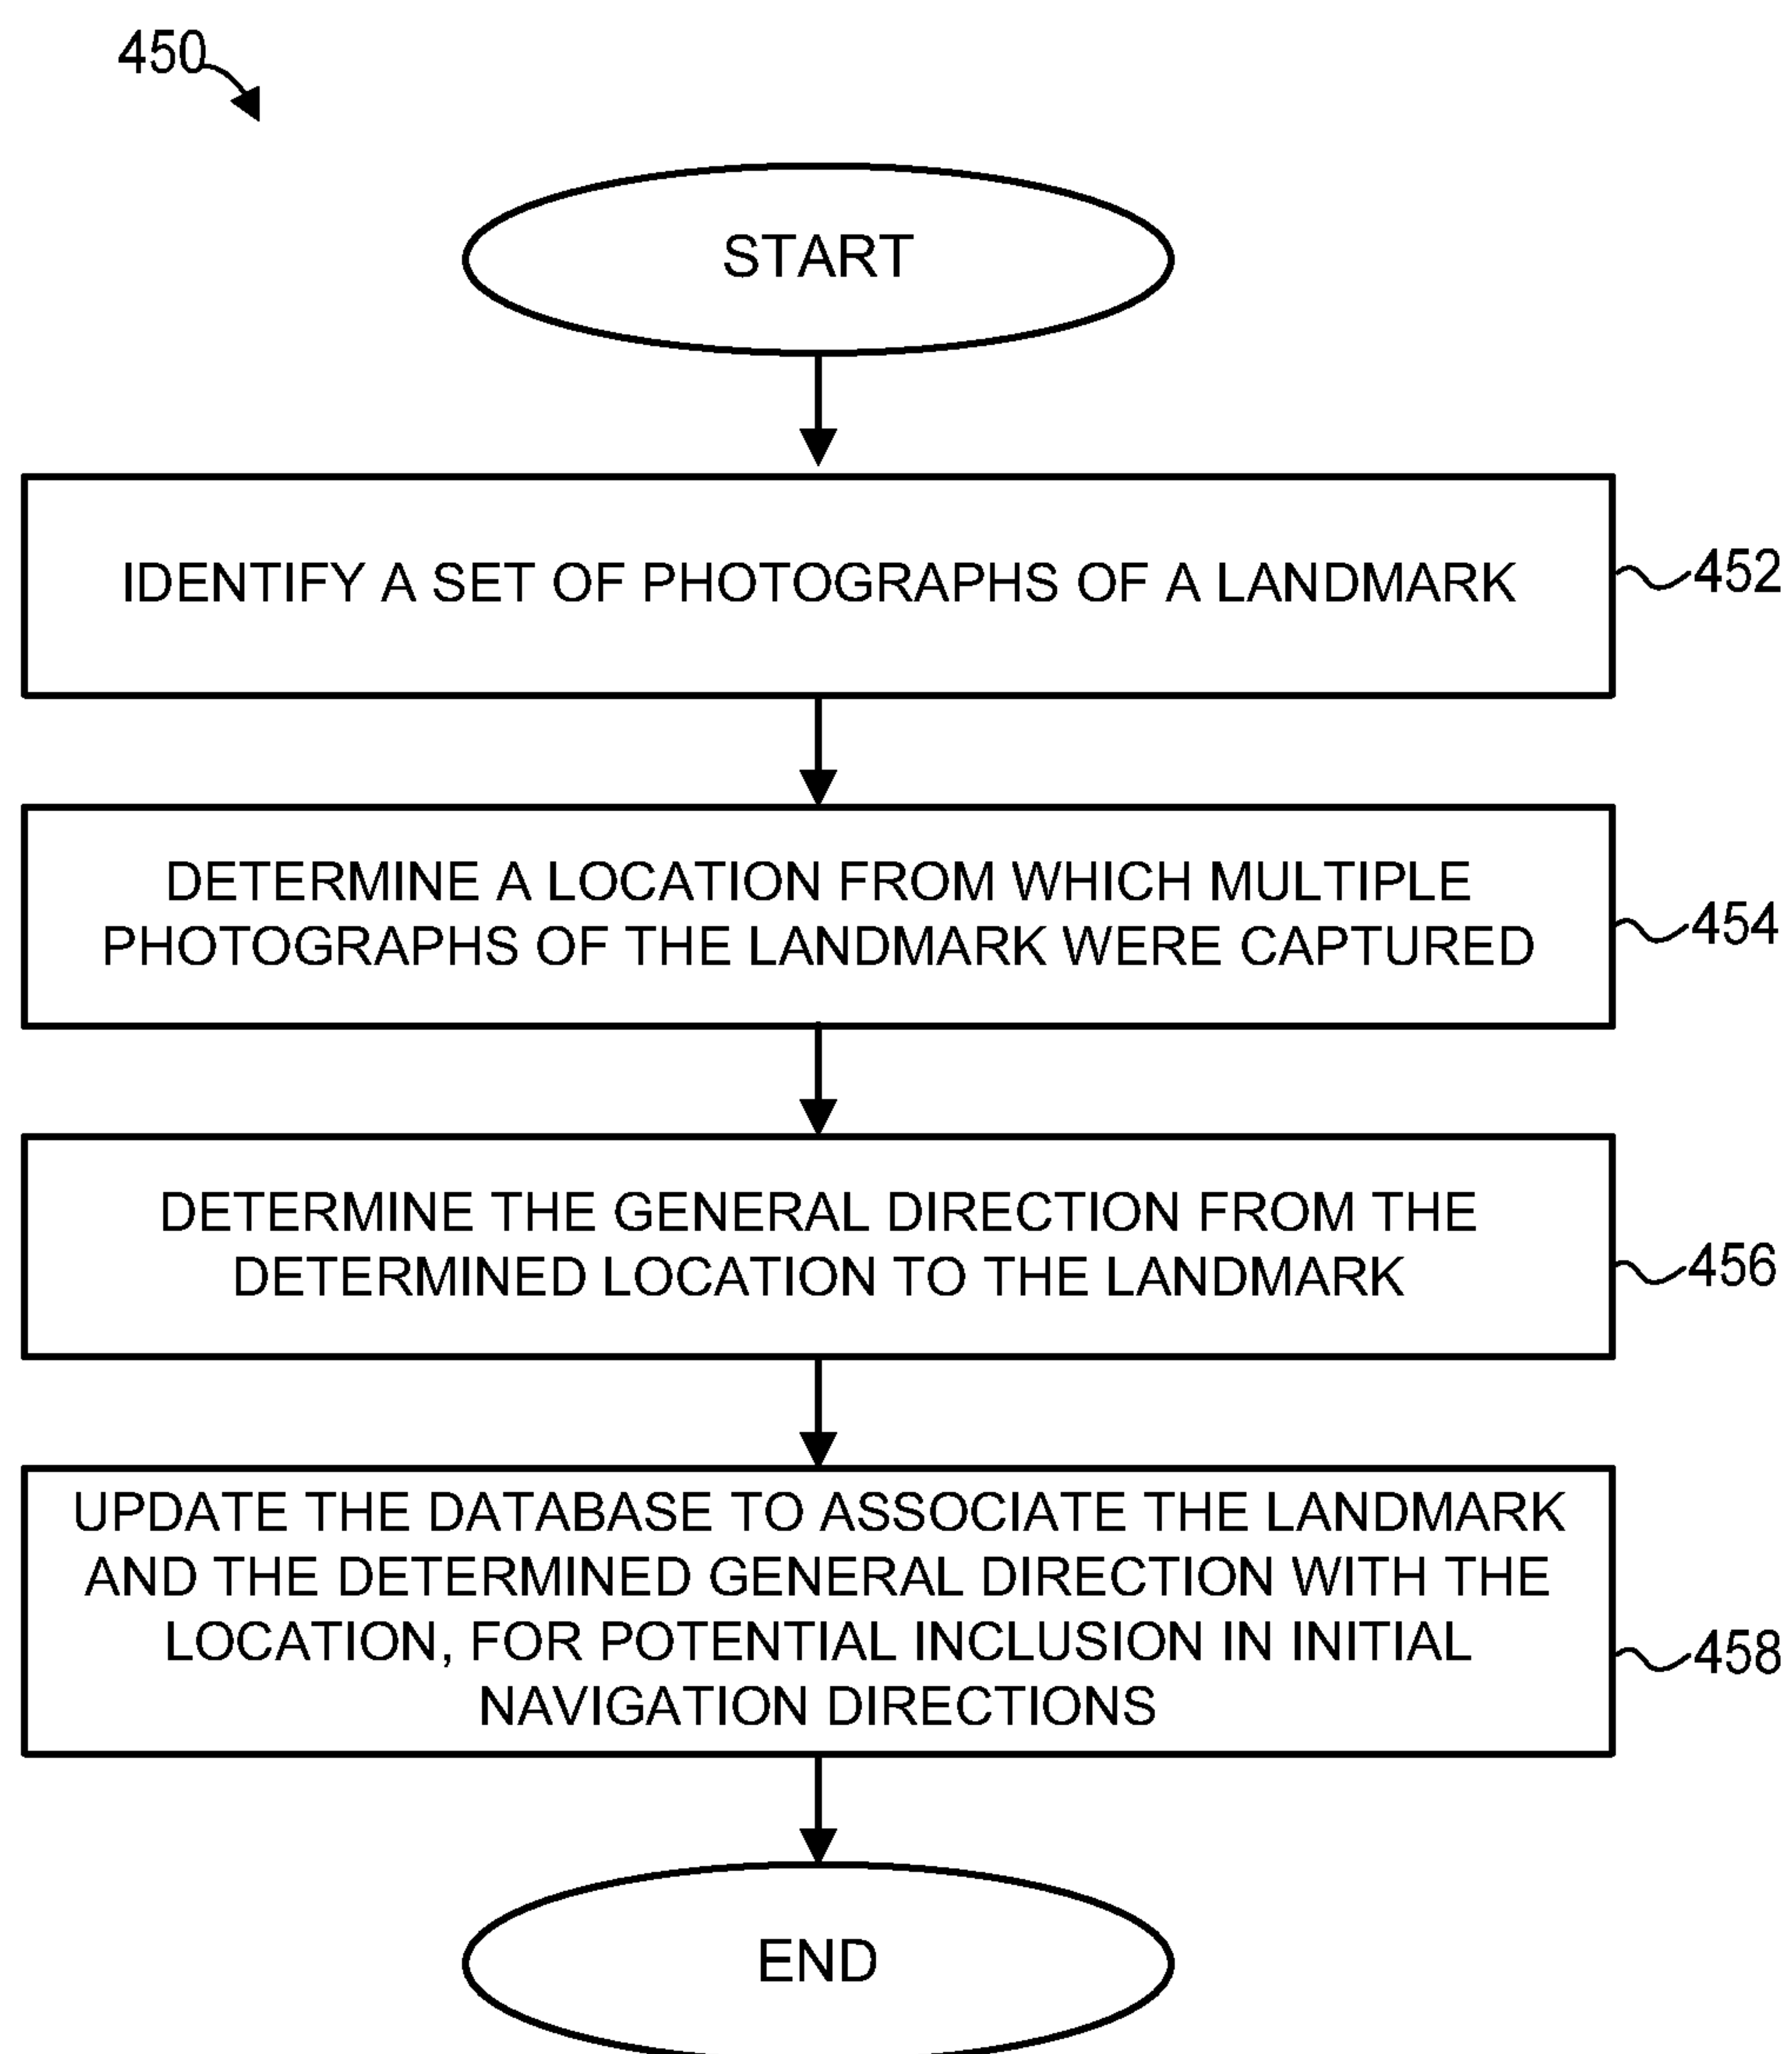 450
START
IDENTIFY A SET OF PHOTOGRAPHS OF A LANDMARK
452
DETERMINE A LOCATION FROM WHICH MULTIPLE
PHOTOGRAPHS OF THE LANDMARK WERE CAPTURED
454
DETERMINE THE GENERAL DIRECTION FROM THE
DETERMINED LOCATION TO THE LANDMARK
456
UPDATE THE DATABASE TO ASSOCIATE THE LANDMARK
AND THE DETERMINED GENERAL DIRECTION WITH THE
LOCATION, FOR POTENTIAL INCLUSION IN INITIAL
NAVIGATION DIRECTIONS
458
END